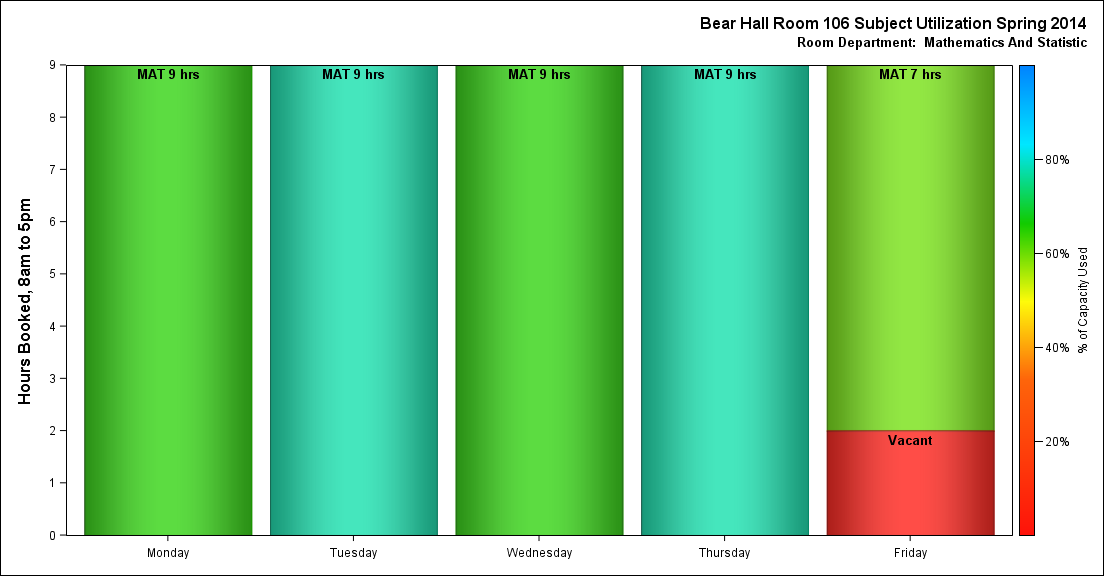 Bear Hall Room 106 Subject Utilization Spring 2014
Room Department:  Mathematics And Statistic
Hours Booked, 8am to 5pm
9
8
7
6
5
4
3
2
1
0
MAT 9 hrs
MAT 9 hrs
MAT 9 hrs
MAT 9 hrs
MAT 7 hrs
Vacant
Monday
Tuesday
Wednesday
Thursday
Friday
80%
60%
40%
20%
% of Capacity Used